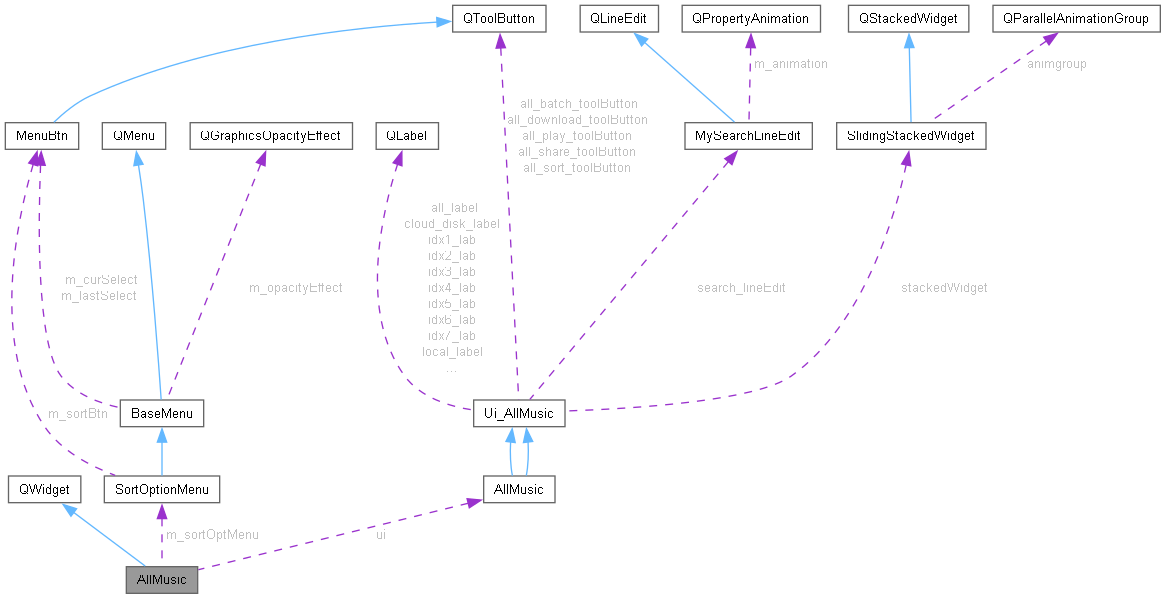 QToolButton
QLineEdit
QPropertyAnimation
QStackedWidget
QParallelAnimationGroup
m_animation
animgroup
all_batch_toolButton
all_download_toolButton
all_play_toolButton
all_share_toolButton
all_sort_toolButton
MenuBtn
QMenu
QGraphicsOpacityEffect
QLabel
MySearchLineEdit
SlidingStackedWidget
all_label
cloud_disk_label
idx1_lab
idx2_lab
idx3_lab
idx4_lab
idx5_lab
idx6_lab
idx7_lab
local_label
...
m_curSelect
m_lastSelect
m_opacityEffect
search_lineEdit
stackedWidget
m_sortBtn
BaseMenu
Ui_AllMusic
QWidget
SortOptionMenu
AllMusic
m_sortOptMenu
ui
AllMusic